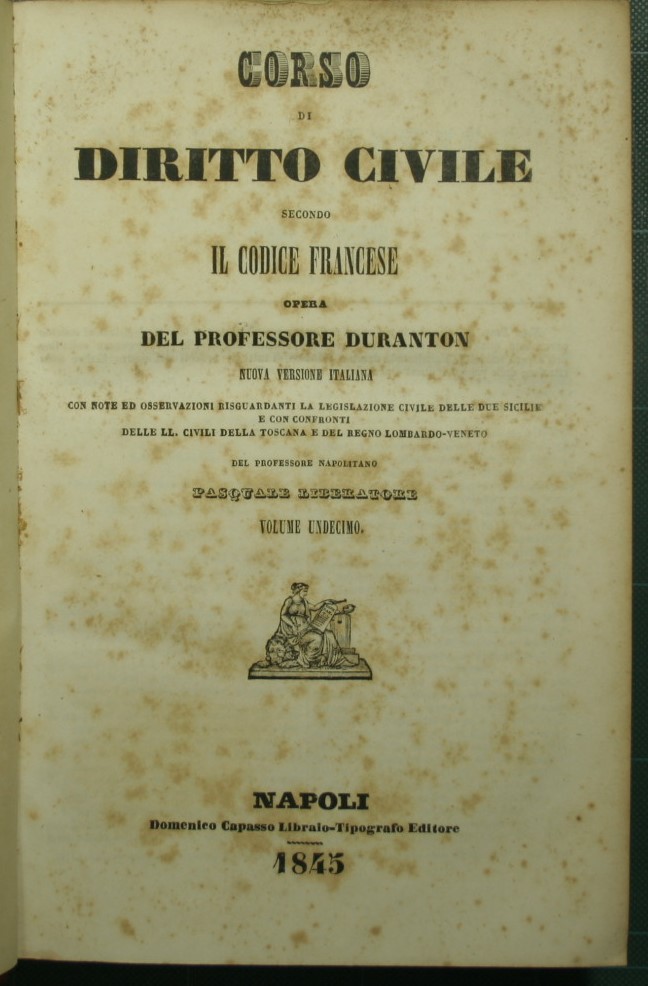 CORSO
DI
DIRITTO CIVILE
SECONDO
IL CODICE FRANCESE
OPERA
DEL PROFESSORE DURANTON
NUOVA VERSIONE ITALIANA
CON NOTE ED OSSERVAZIONI RISGUARDANTI LA LEGISLAZIONE CIVILE DELLE DUE SICILIE
E CON CONFRONTI
DELLE LL. CIVILI DELLA TOSCANA E DEL REGNO LOMBARDO-VENETO
DEL PROFESSORE NAPOLITANO
PASQUALE LIBERATORE
VOLUME UNDECIMO.
NAPOLI
Domenico Capasso Libraio-Tipografo Editore
1845